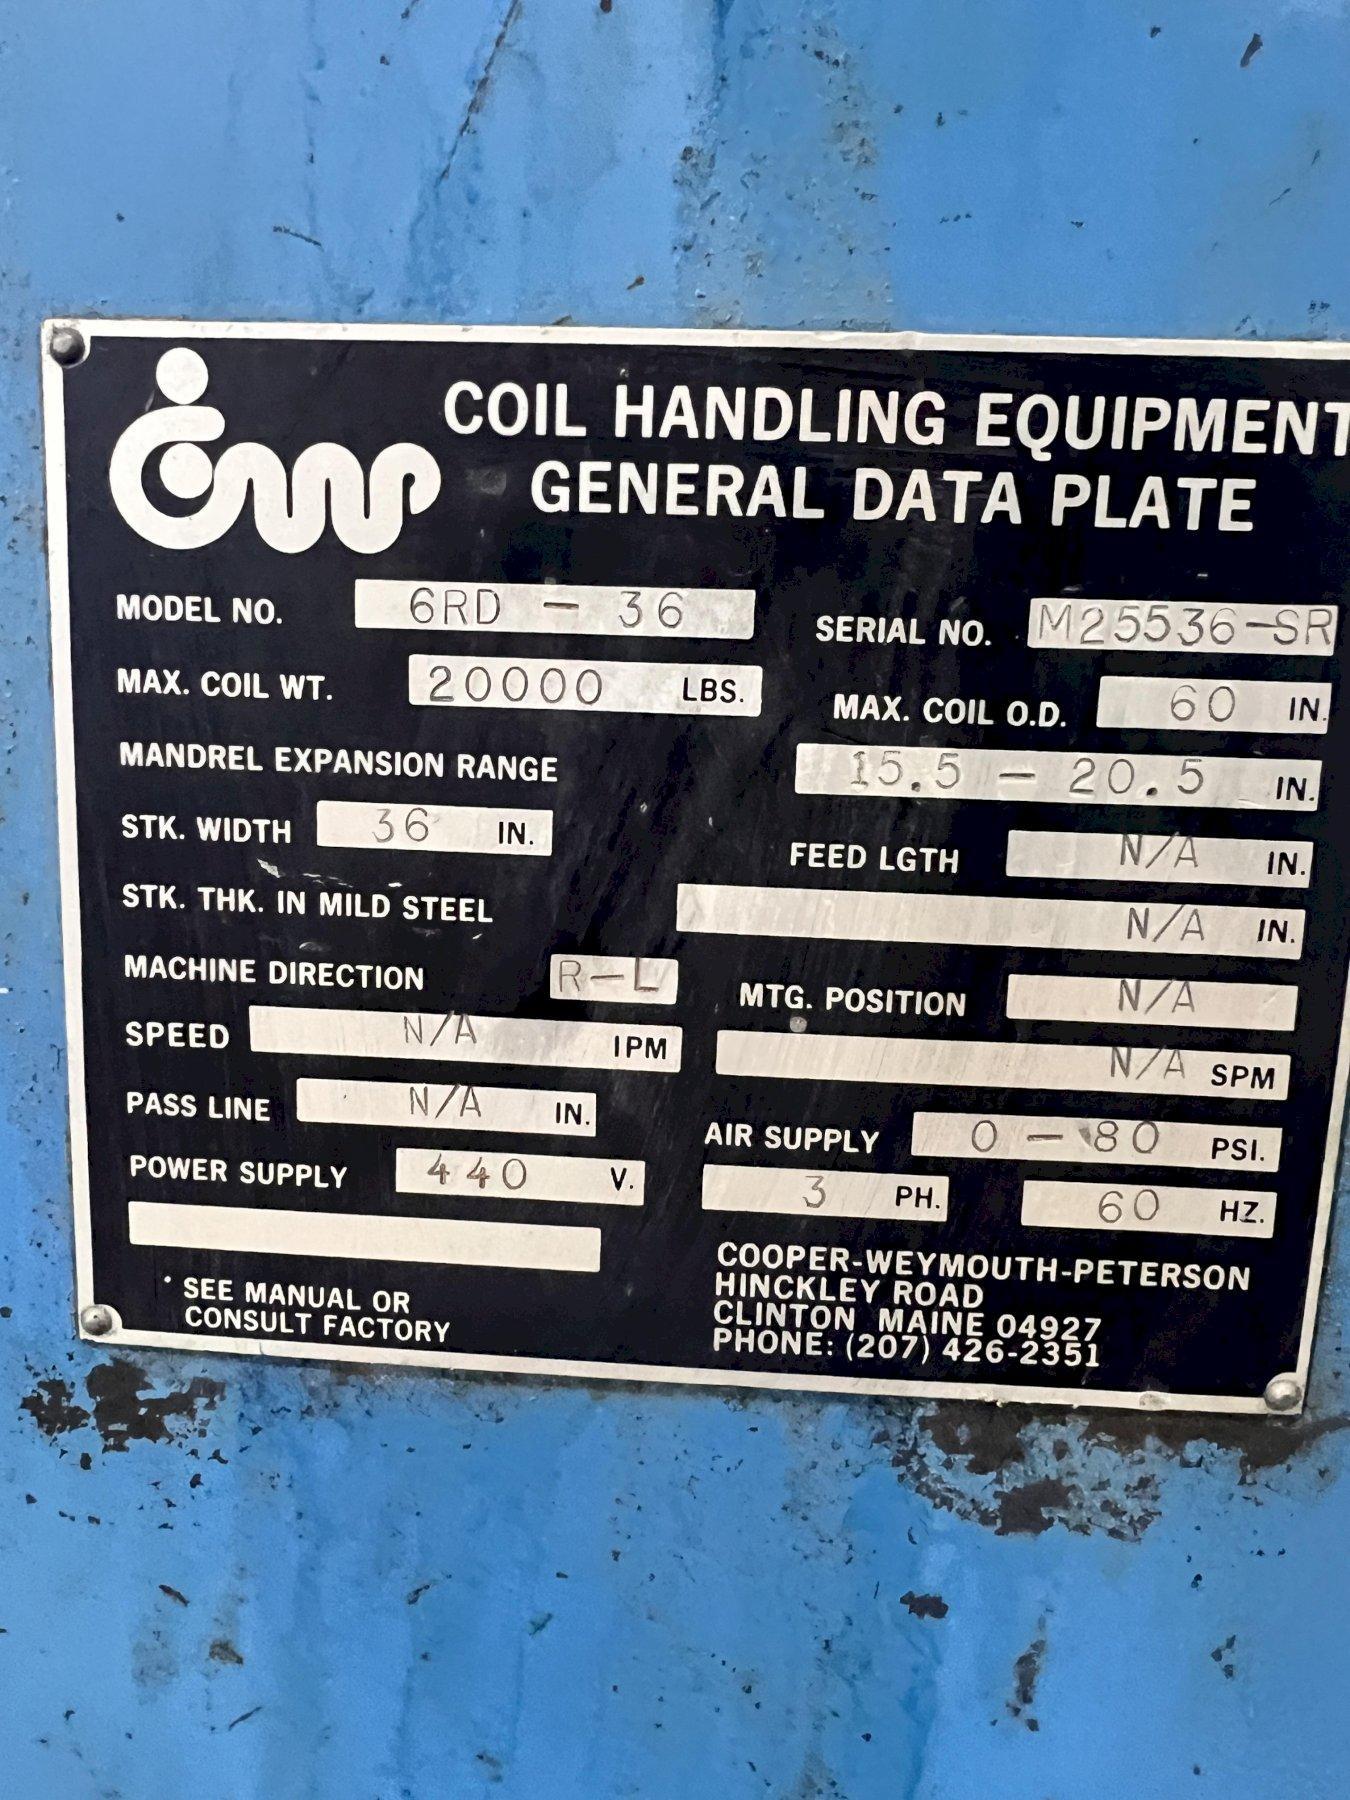 cwp COIL HANDLING EQUIPMENT
GENERAL DATA PLATE
MODEL NO. 6RD - 36 SERIAL NO. M25536-SR
MAX. COIL WT. 20000 LBS. MAX. COIL O.D. 60 IN.
MANDREL EXPANSION RANGE 15.5 - 20.5 IN.
STK. WIDTH 36 IN. FEED LGTH N/A IN.
STK. THK. IN MILD STEEL N/A IN.
MACHINE DIRECTION R-L MTG. POSITION N/A
SPEED N/A IPM N/A SPM
PASS LINE N/A IN. AIR SUPPLY 0 - 80 PSI.
POWER SUPPLY 440 V. 3 PH. 60 HZ.
SEE MANUAL OR
CONSULT FACTORY
COOPER-WEYMOUTH-PETERSON
HINCKLEY ROAD
CLINTON MAINE 04927
PHONE: (207) 426-2351